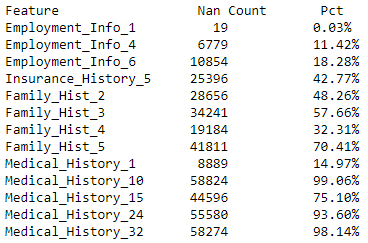 Feature Nan Count Pct
Employment_Info_1 19 0.03%
Employment_Info_4 6779 11.42%
Employment_Info_6 10854 18.28%
Insurance_History_5 25396 42.77%
Family_Hist_2 28656 48.26%
Family_Hist_3 34241 57.66%
Family_Hist_4 19184 32.31%
Family_Hist_5 41811 70.41%
Medical_History_1 8889 14.97%
Medical_History_10 58824 99.06%
Medical_History_15 44596 75.10%
Medical_History_24 55580 93.60%
Medical_History_32 58274 98.14%